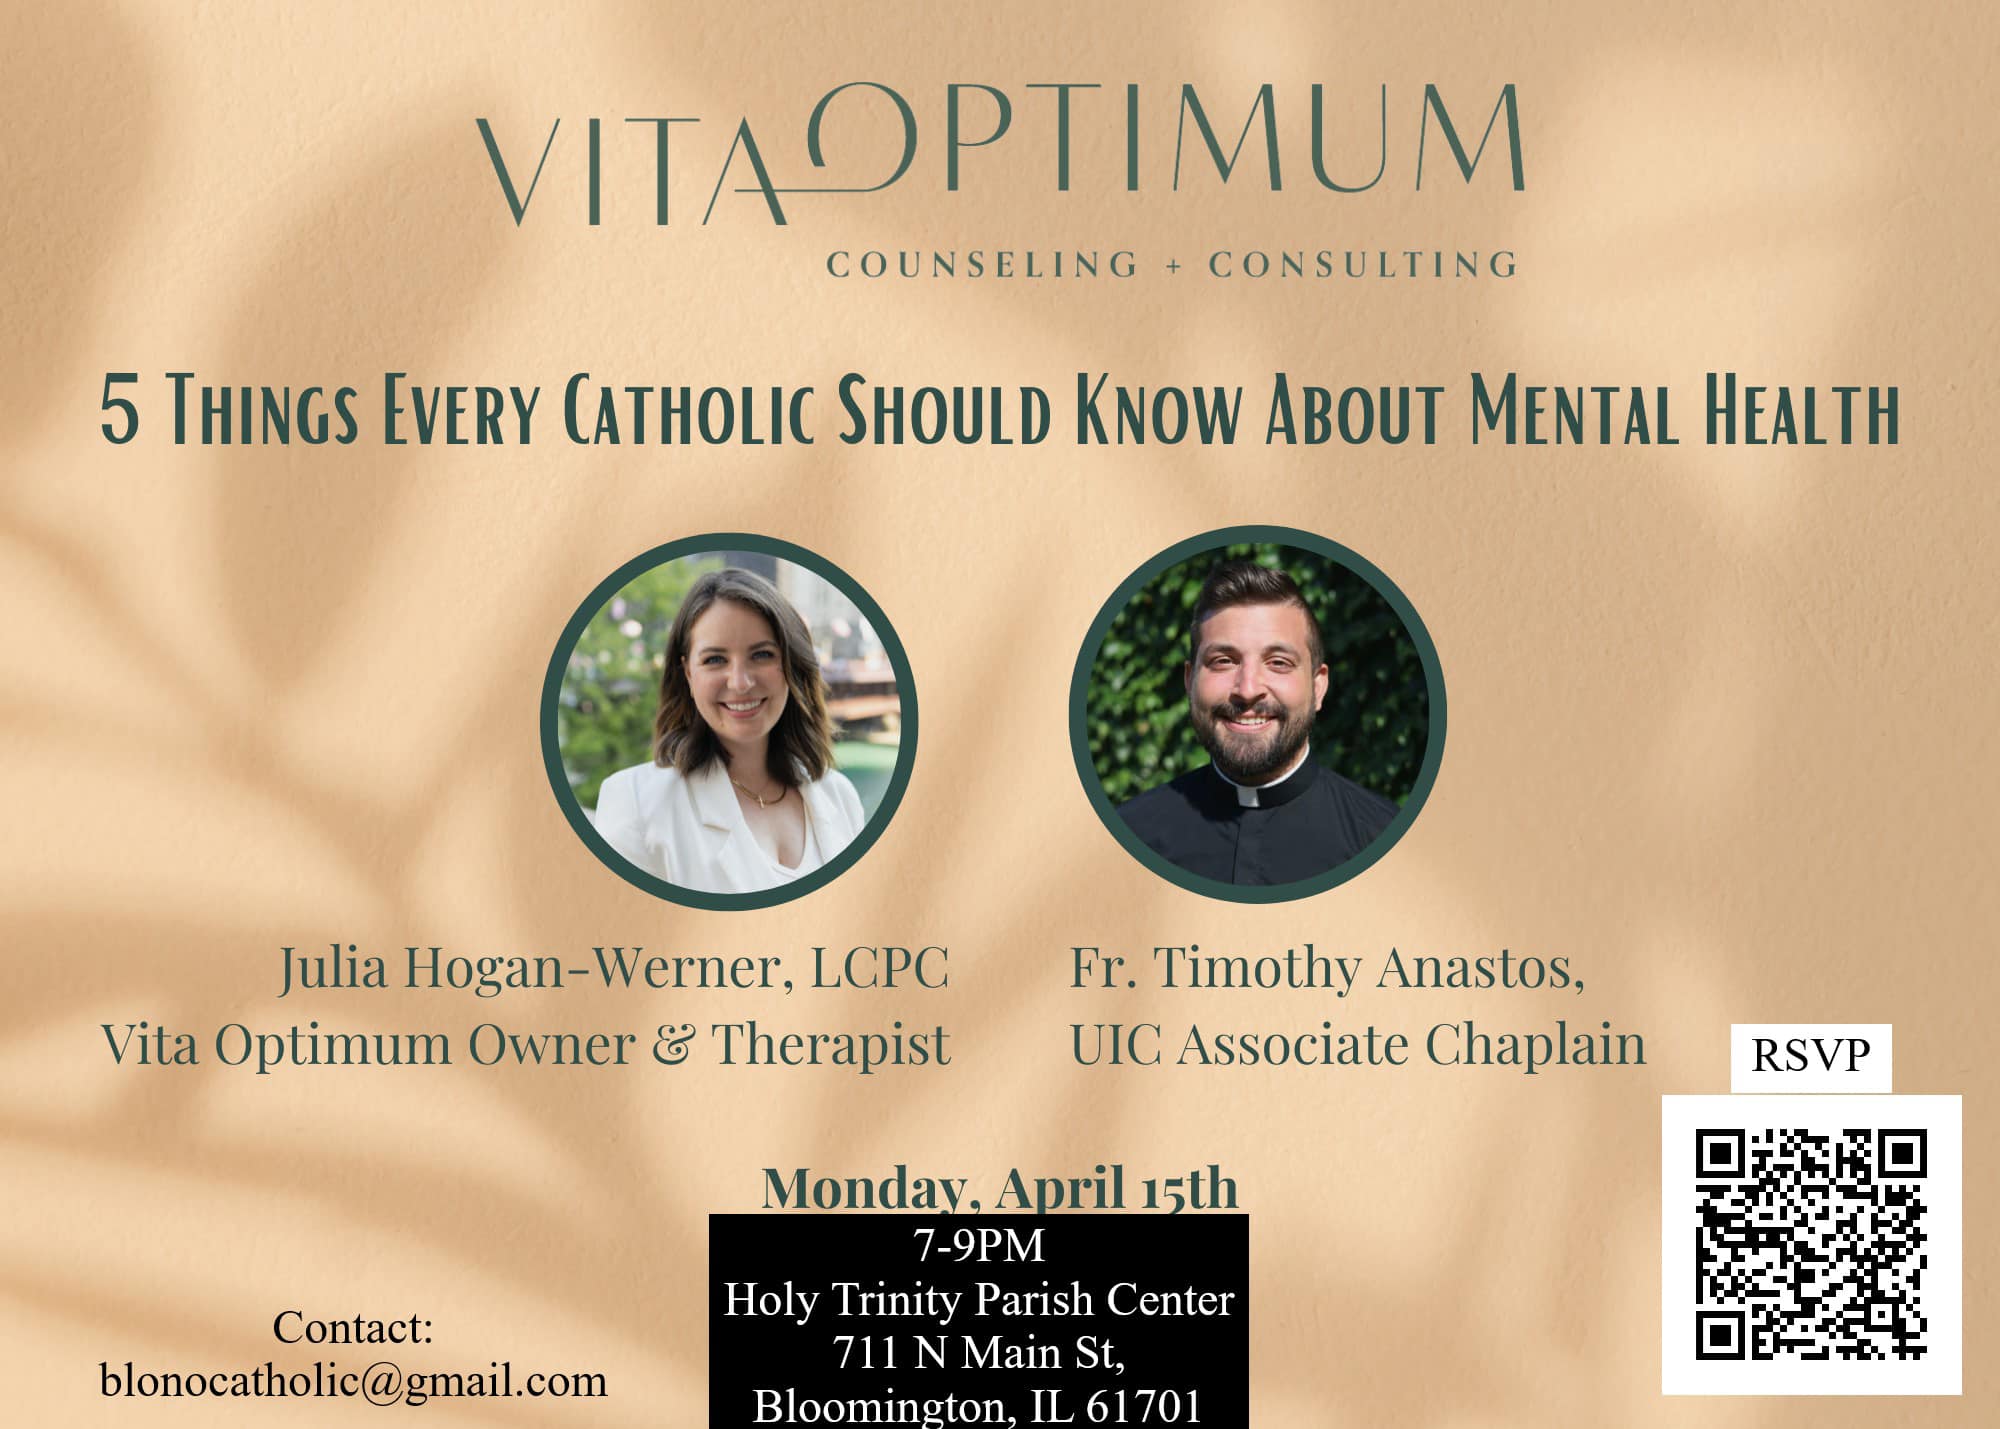 VITA OPTIMUM
COUNSELING + CONSULTING
5 Things Every Catholic Should Know About Mental Health
Julia Hogan-Werner, LCPC
Vita Optimum Owner & Therapist
Fr. Timothy Anastos,
UIC Associate Chaplain
RSVP
Monday, April 15th
7-9PM
Holy Trinity Parish Center
711 N Main St,
Bloomington, IL 61701
Contact:
blonocatholic@gmail.com